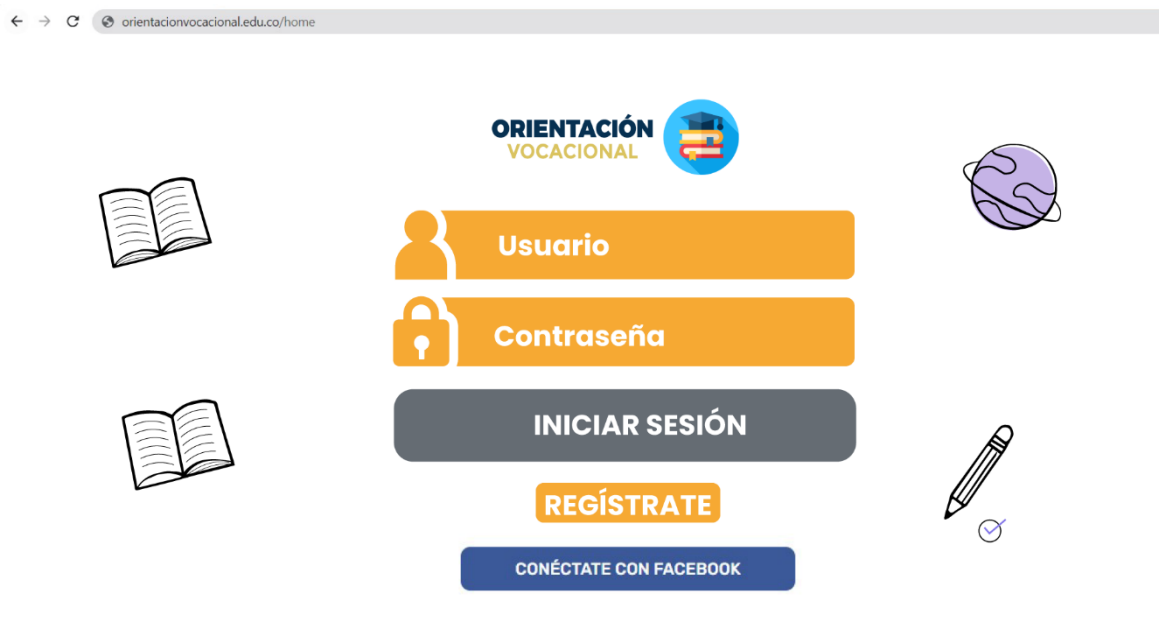 orientacionvocacional.edu.co/home
ORIENTACIÓN
VOCACIONAL
Usuario
Contraseña
INICIAR SESIÓN
REGÍSTRATE
CONÉCTATE CON FACEBOOK